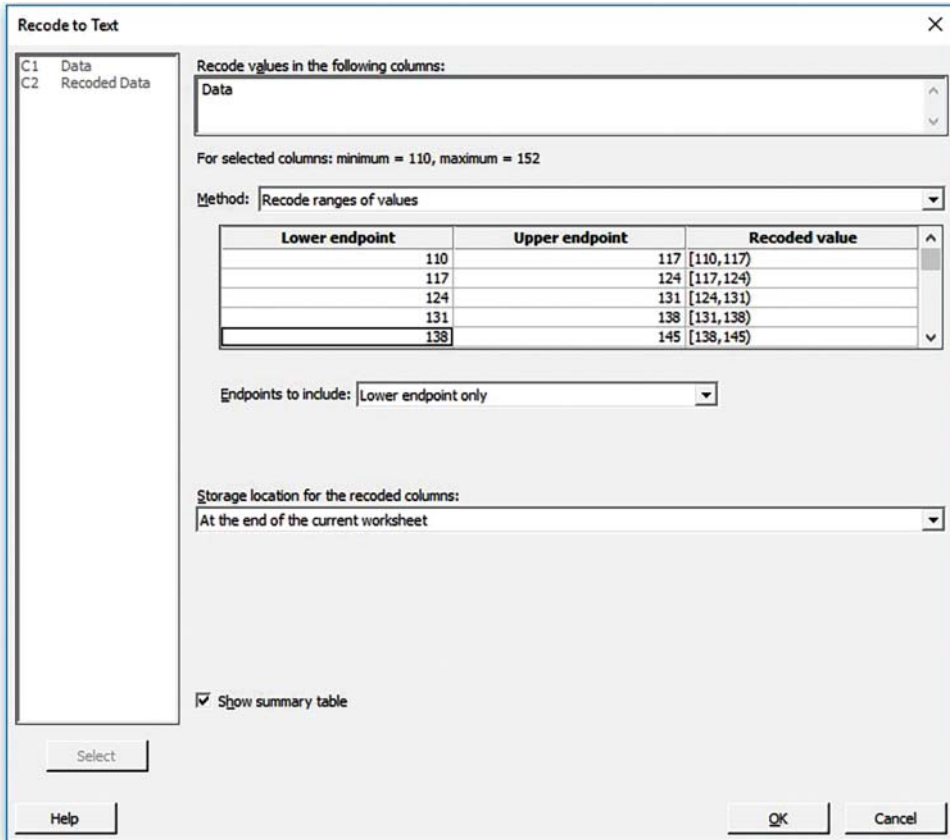 Recode to Text
C1 Data
C2 Recoded Data
Recode values in the following columns:
Data
For selected columns: minimum = 110, maximum = 152
Method: Recode ranges of values
Lower endpoint Upper endpoint Recoded value
110 117 [110,117)
117 124 [117,124)
124 131 [124,131)
131 138 [131,138)
138 145 [138,145)
Endpoints to include: Lower endpoint only
Storage location for the recoded columns:
At the end of the current worksheet
Show summary table
Select
Help OK Cancel